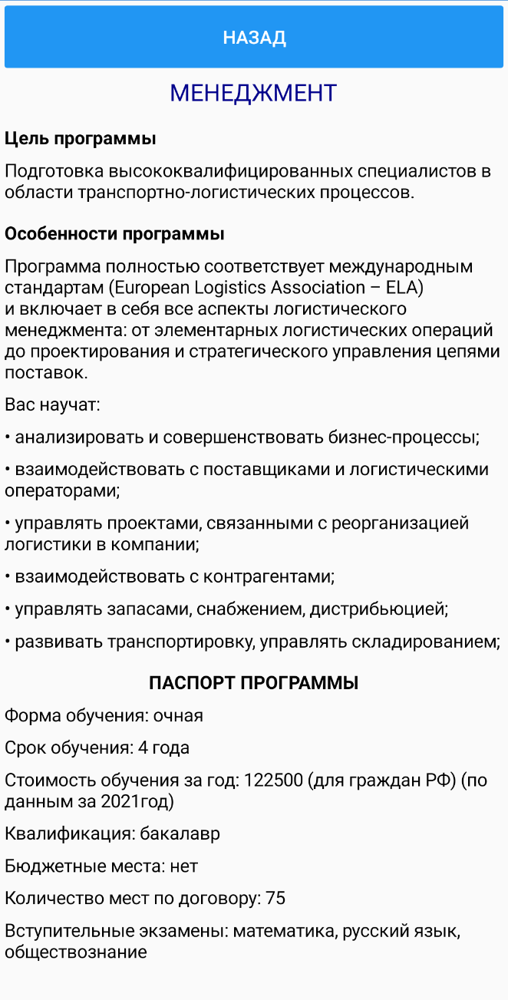 НАЗАД
МЕНЕДЖМЕНТ
Цель программы
Подготовка высококвалифицированных специалистов в
области транспортно-логистических процессов.
Особенности программы
Программа полностью соответствует международным
стандартам (European Logistics Association – ELA)
и включает в себя все аспекты логистического
менеджмента: от элементарных логистических операций
до проектирования и стратегического управления цепями
поставок.
Вас научат:
• анализировать и совершенствовать бизнес-процессы;
• взаимодействовать с поставщиками и логистическими
операторами;
• управлять проектами, связанными с реорганизацией
логистики в компании;
• взаимодействовать с контрагентами;
• управлять запасами, снабжением, дистрибьюцией;
• развивать транспортировку, управлять складированием;
ПАСПОРТ ПРОГРАММЫ
Форма обучения: очная
Срок обучения: 4 года
Стоимость обучения за год: 122500 (для граждан РФ) (по
данным за 2021год)
Квалификация: бакалавр
Бюджетные места: нет
Количество мест по договору: 75
Вступительные экзамены: математика, русский язык,
обществознание